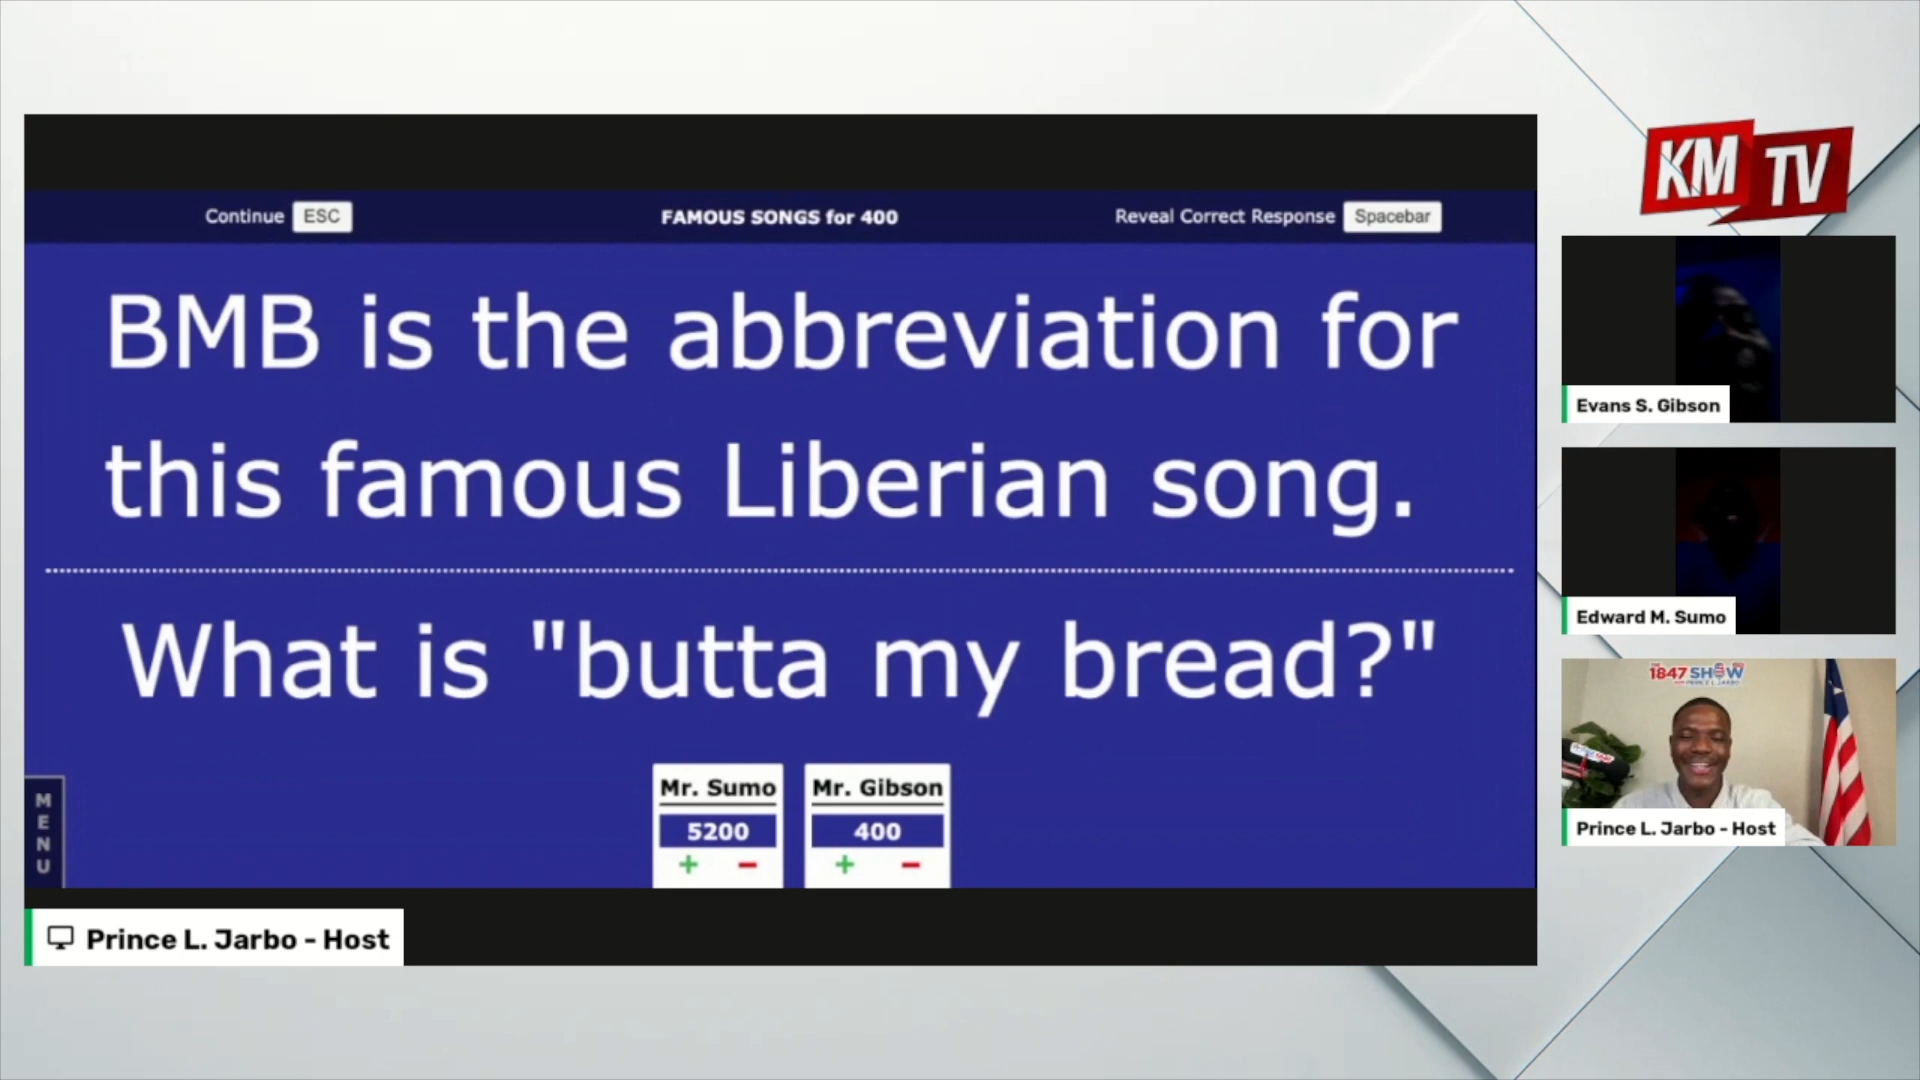 Continue ESC
FAMOUS SONGS for 400
Reveal Correct Response Spacebar
BMB is the abbreviation for
this famous Liberian song.
What is "butta my bread?"
MENU
Mr. Sumo
5200
+ −
Mr. Gibson
400
+ −
Prince L. Jarbo - Host
KM TV
Evans S. Gibson
Edward M. Sumo
1847 SHOW
Prince L. Jarbo - Host